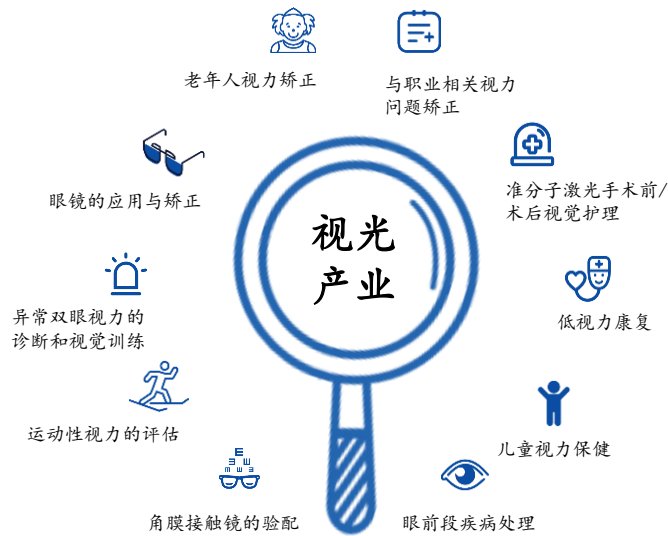 老年人视力矫正
与职业相关视力
问题矫正
眼镜的应用与矫正
准分子激光手术前/
术后视觉护理
视光
产业
异常双眼视力的
诊断和视觉训练
低视力康复
运动性视力的评估
儿童视力保健
角膜接触镜的验配
眼前段疾病处理